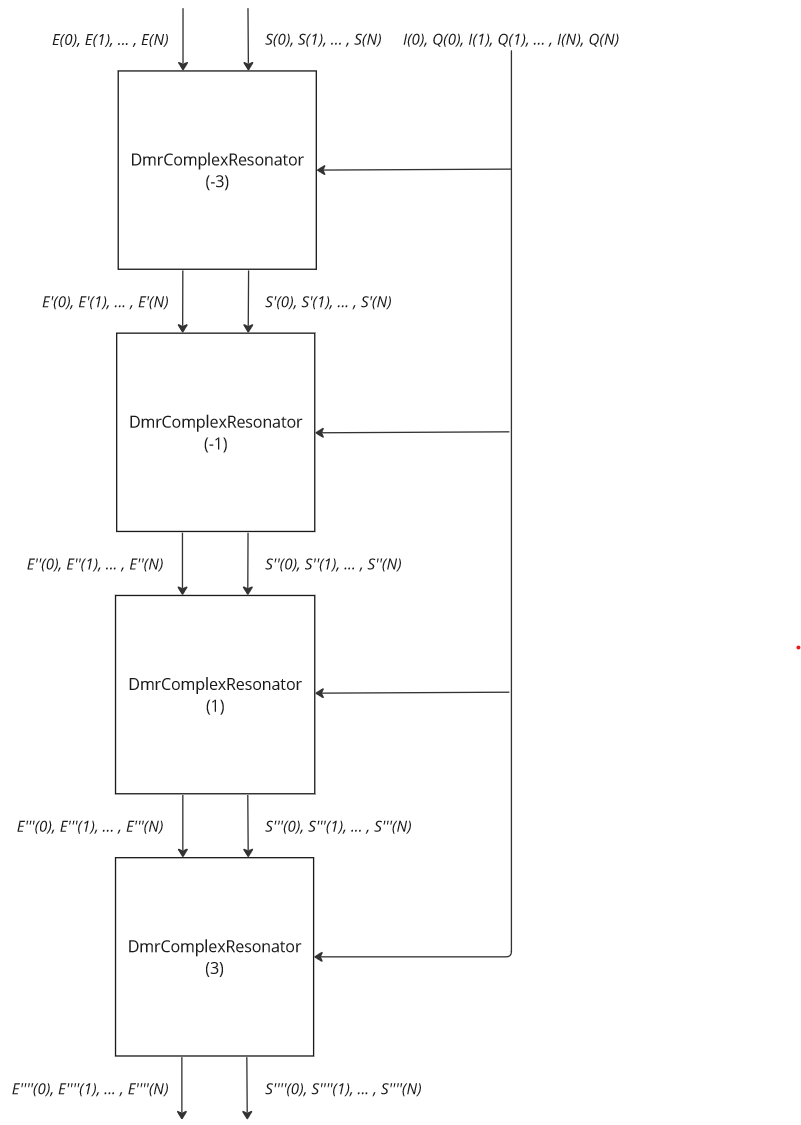 E(0), E(1), ... , E(N) S(0), S(1), ... , S(N) I(0), Q(0), I(1), Q(1), ... , I(N), Q(N)
DmrComplexResonator
(-3)
E'(0), E'(1), ... , E'(N) S'(0), S'(1), ... , S'(N)
DmrComplexResonator
(-1)
E''(0), E''(1), ... , E''(N) S''(0), S''(1), ... , S''(N)
DmrComplexResonator
(1)
E'''(0), E'''(1), ... , E'''(N) S'''(0), S'''(1), ... , S'''(N)
DmrComplexResonator
(3)
E''''(0), E''''(1), ... , E''''(N) S''''(0), S''''(1), ... , S''''(N)